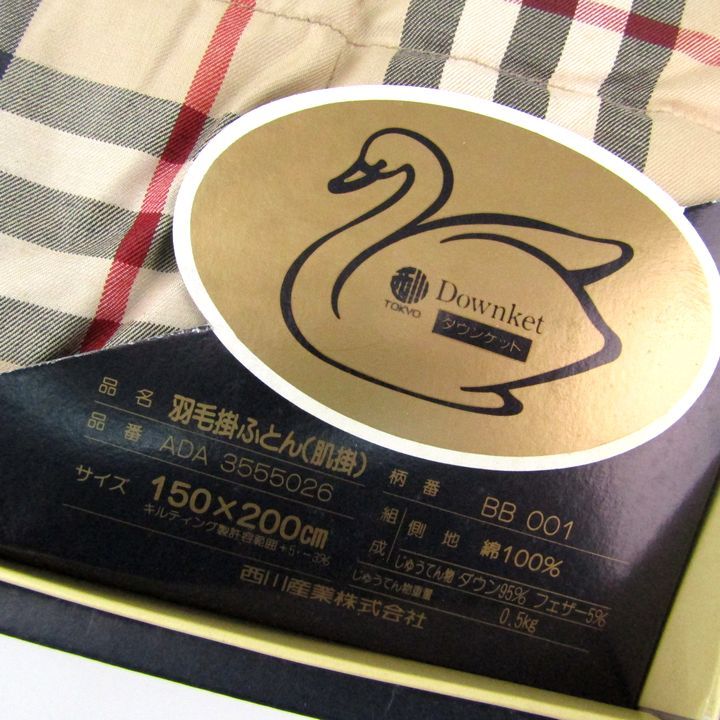 西川
TOKYO
Downket
ダウンケット
品名 羽毛掛ふとん(肌掛)
品番 ADA 3555026
サイズ 150×200cm
キルティング製許容範囲+5・-3%
柄番 BB 001
組成 側地 綿100%
じゅうてん物 ダウン95% フェザー5%
じゅうてん物重量 0.5kg
西川産業株式会社